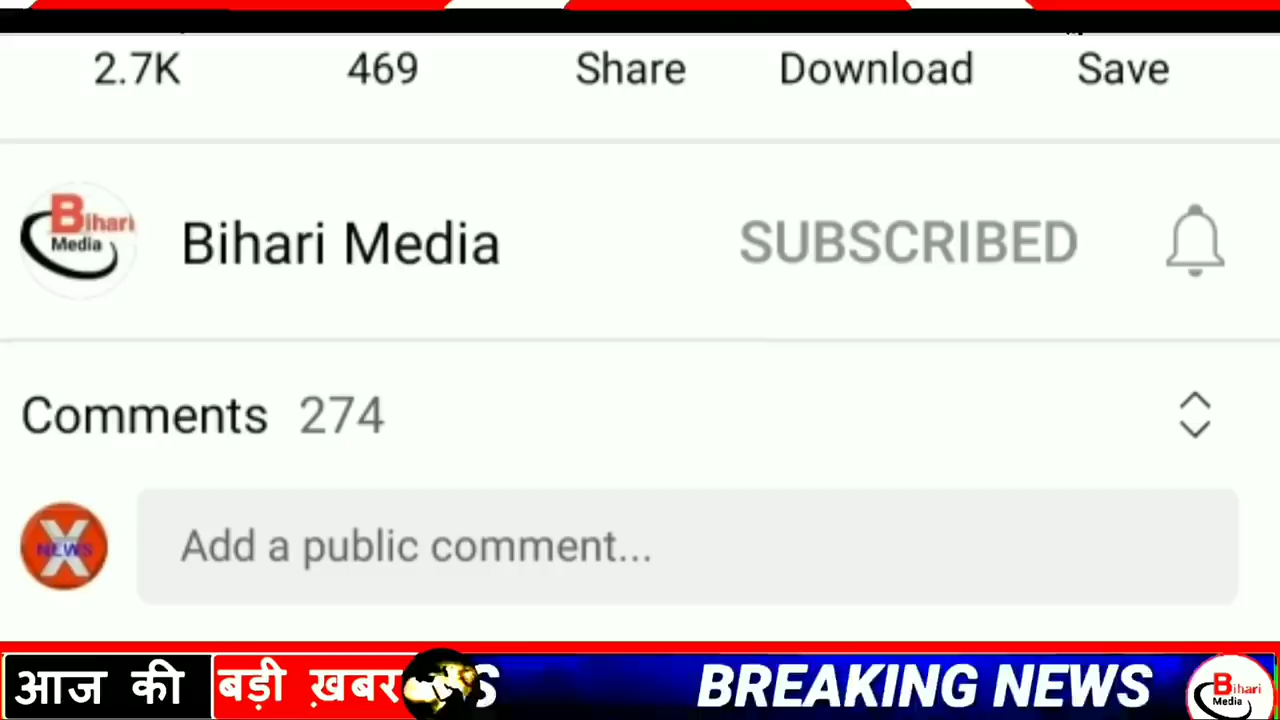 2.7K 469 Share Download Save
Bihari Media
Bihari Media SUBSCRIBED
Comments 274
X NEWS
Add a public comment...
आज की बड़ी ख़बर S BREAKING NEWS
Bihari Media